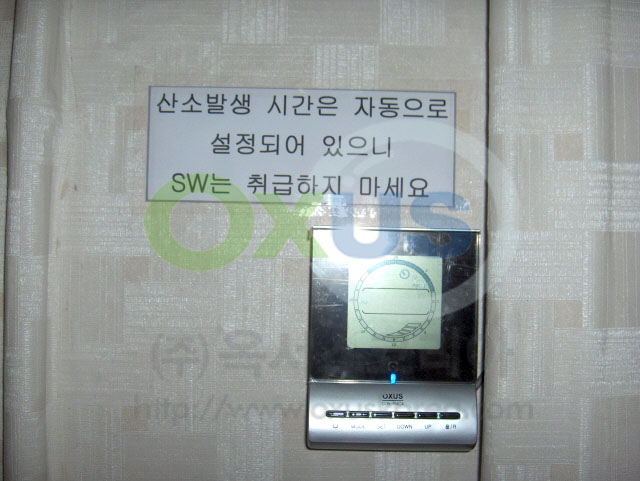 산소발생 시간은 자동으로
설정되어 있으니
SW는 취급하지 마세요
oxus
OXUS
MODE SET DOWN UP